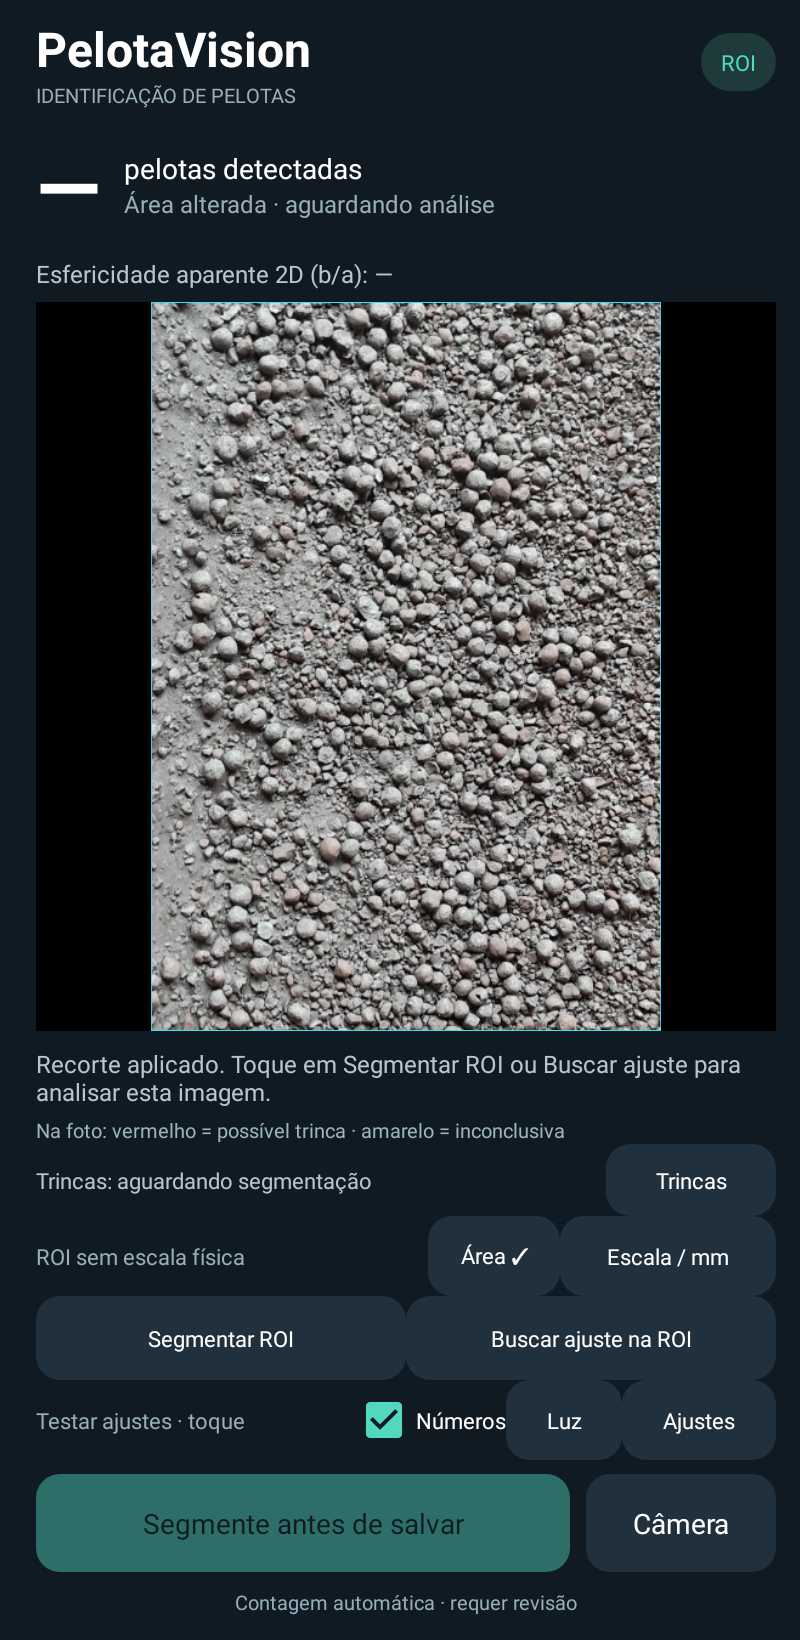 PelotaVision
ROI
IDENTIFICAÇÃO DE PELOTAS
—
pelotas detectadas
Área alterada · aguardando análise
Esfericidade aparente 2D (b/a): —
Recorte aplicado. Toque em Segmentar ROI ou Buscar ajuste para
analisar esta imagem.
Na foto: vermelho = possível trinca · amarelo = inconclusiva
Trincas: aguardando segmentação
Trincas
ROI sem escala física
Área ✓
Escala / mm
Segmentar ROI
Buscar ajuste na ROI
Testar ajustes · toque
Números
Luz
Ajustes
Segmente antes de salvar
Câmera
Contagem automática · requer revisão